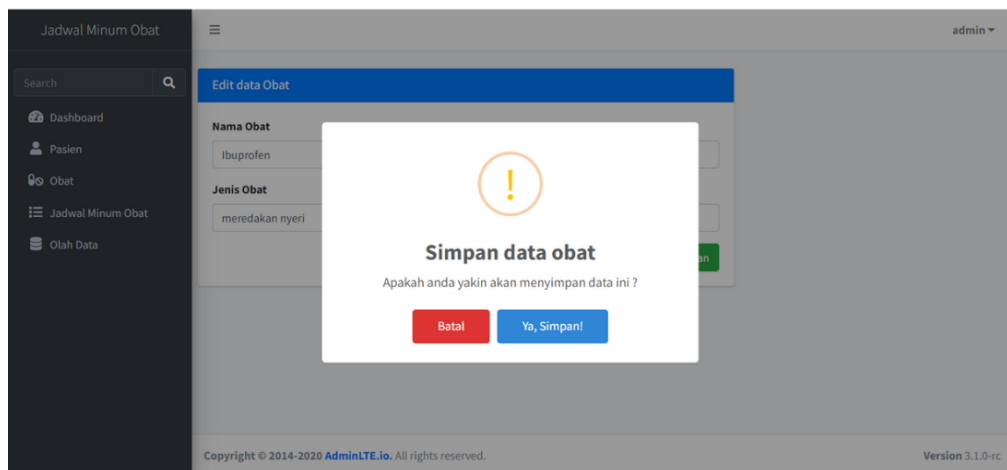 Jadwal Minum Obat
admin
Search
Dashboard
Pasien
Obat
Jadwal Minum Obat
Olah Data
Edit data Obat
Nama Obat
Ibuprofen
Jenis Obat
meredakan nyeri
!
Simpan data obat
Apakah anda yakin akan menyimpan data ini ?
Batal
Ya, Simpan!
Copyright © 2014-2020 AdminLTE.io. All rights reserved.
Version 3.1.0-rc